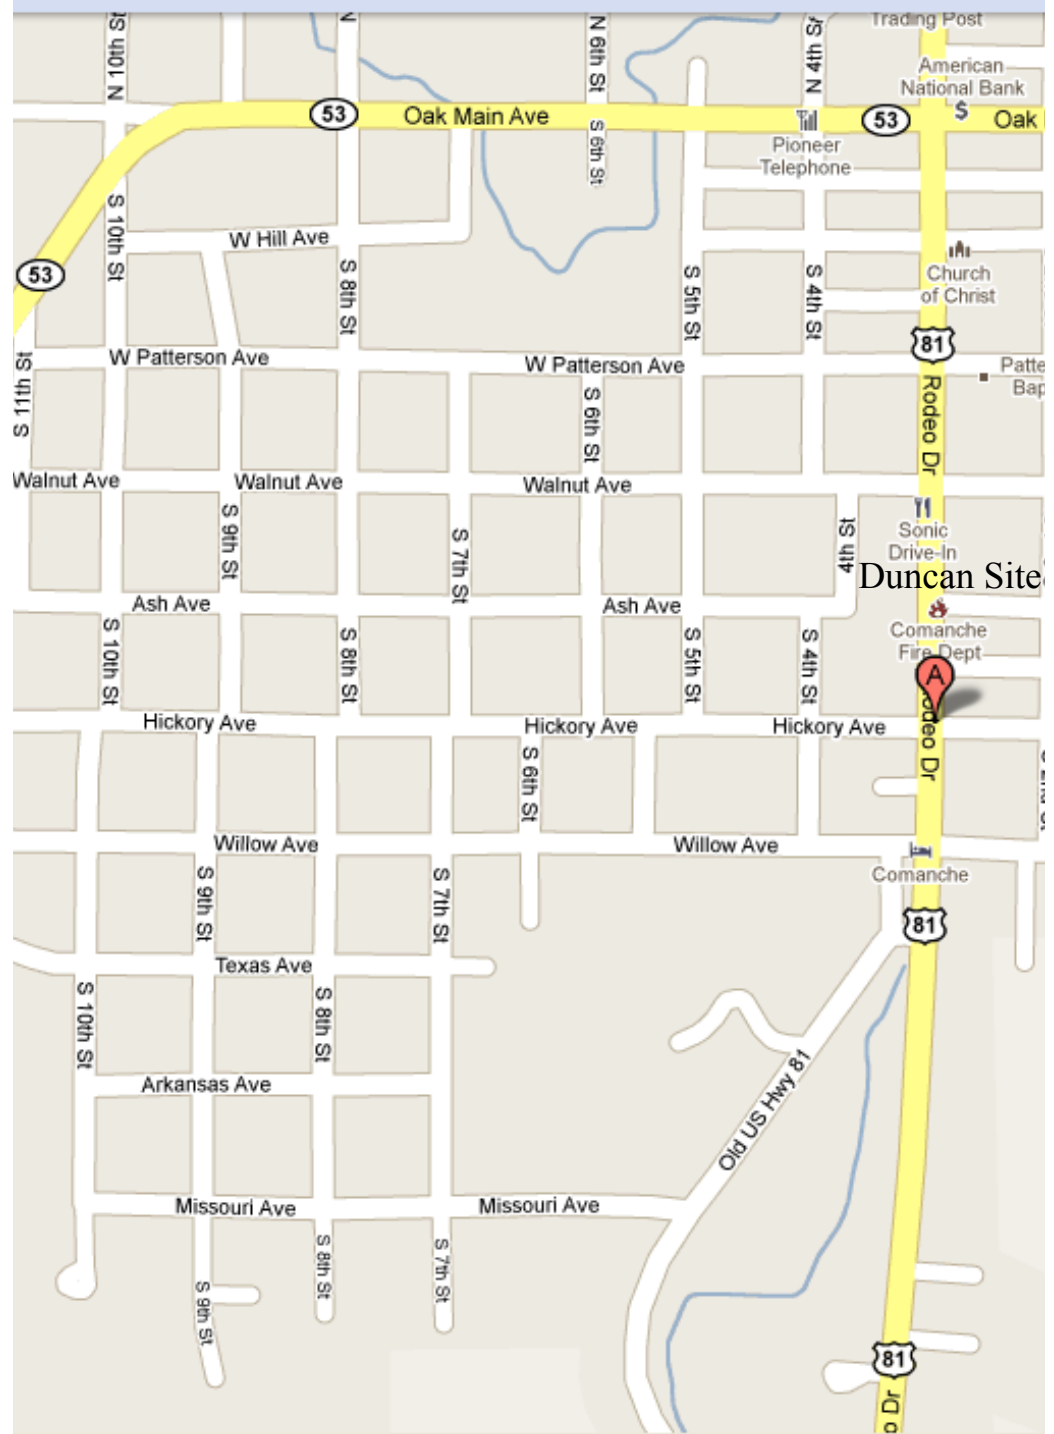 N 10th St
N
N 6th St
N 4th St
Trading Post
American
National Bank
$
53
Oak Main Ave
S 6th St
Pioneer
Telephone
53
Oak
S 10th St
W Hill Ave
53
S 8th St
S 5th St
S 4th St
Church
of Christ
81
S 11th St
W Patterson Ave
W Patterson Ave
Patte
Bap
S 6th St
Rodeo Dr
Walnut Ave
Walnut Ave
Walnut Ave
S 9th St
S 7th St
4th St
Sonic
Drive-In
Duncan Site
Ash Ave
Ash Ave
S 10th St
S 8th St
S 5th St
S 4th St
Comanche
Fire Dept
A
Hickory Ave
Hickory Ave
Hickory Ave
Rodeo Dr
S 6th St
S 2nd St
Willow Ave
Willow Ave
Comanche
S 9th St
S 7th St
81
Texas Ave
S 10th St
S 8th St
Arkansas Ave
Old US Hwy 81
Missouri Ave
Missouri Ave
S 8th St
S 7th St
S 9th St
81
o Dr